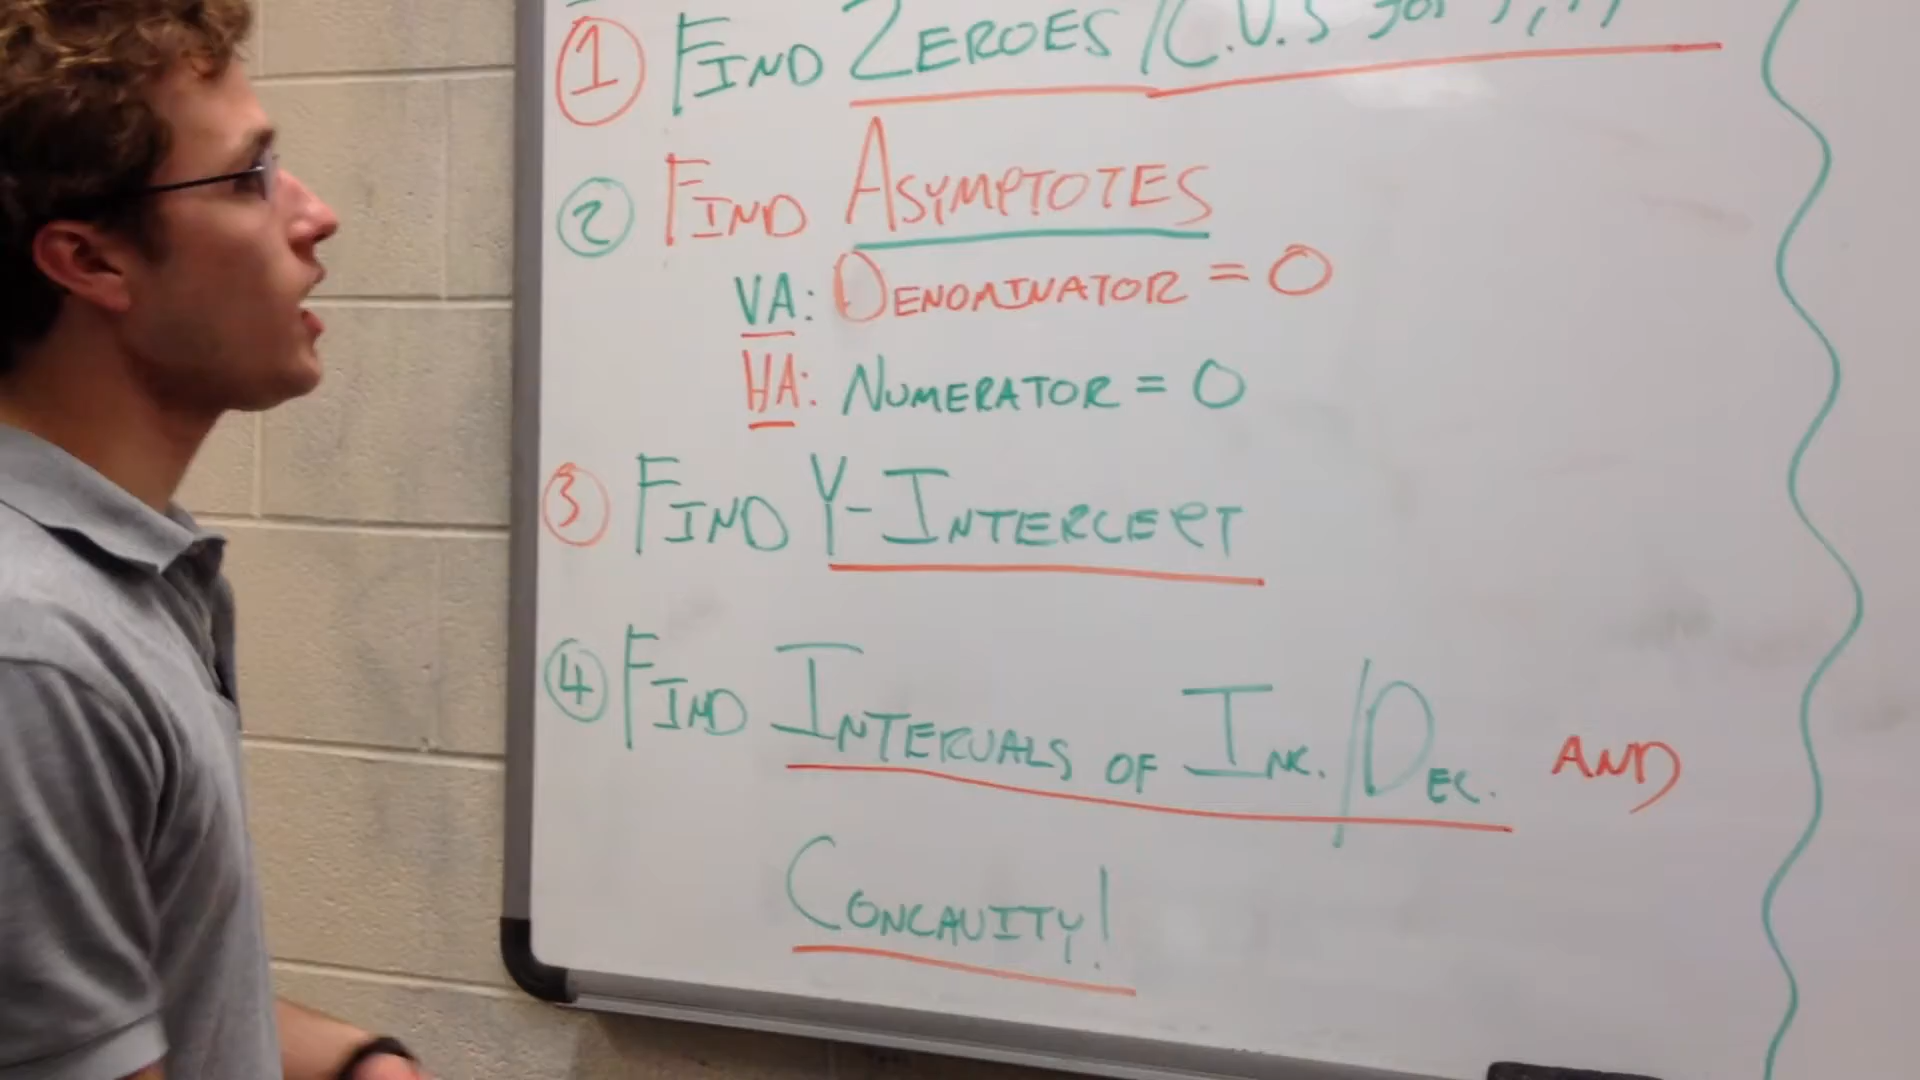 1 FIND ZEROES/C.V.S for
2 FIND ASYMPTOTES
VA: DENOMINATOR = 0
HA: NUMERATOR = 0
3 FIND Y-INTERCEPT
4 FIND INTERVALS OF INC./DEC. AND
CONCAVITY!